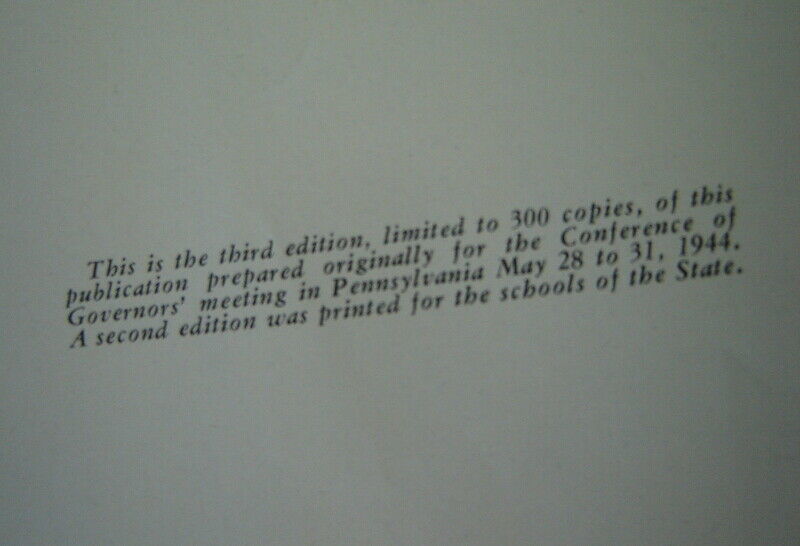 This is the third edition, limited to 300 copies, of this
publication prepared originally for the Conference of
Governors' meeting in Pennsylvania May 28 to 31, 1944.
A second edition was printed for the schools of the State.